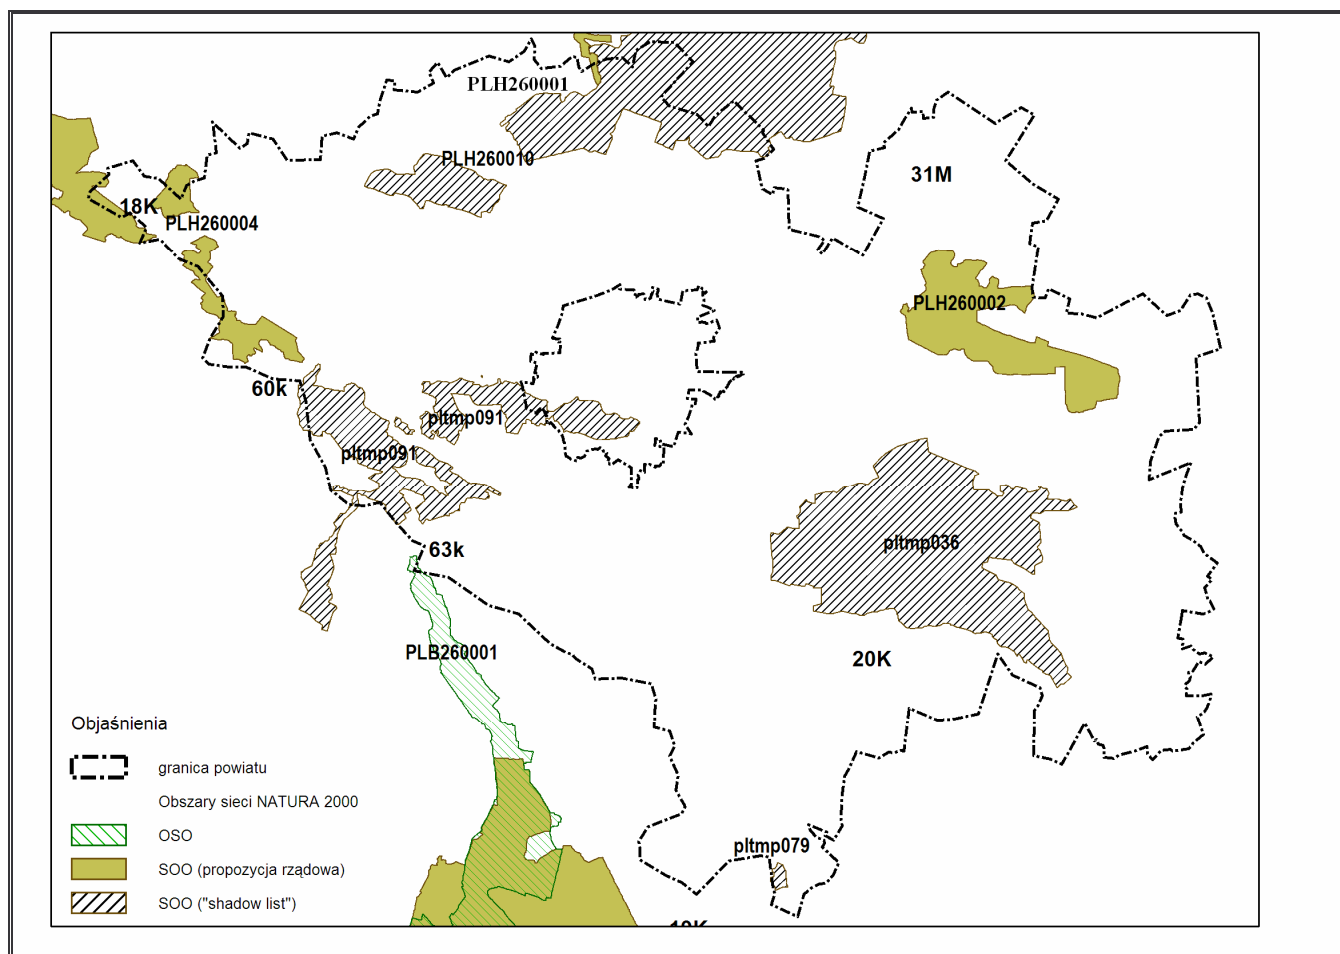 PLH260001
PLH260010
31M
18K
PLH260004
PLH260002
60k
pltmp091
pltmp091
pltmp036
63k
PLB260001
20K
Objaśnienia
granica powiatu
Obszary sieci NATURA 2000
OSO
SOO (propozycja rządowa)
SOO ("shadow list")
pltmp079